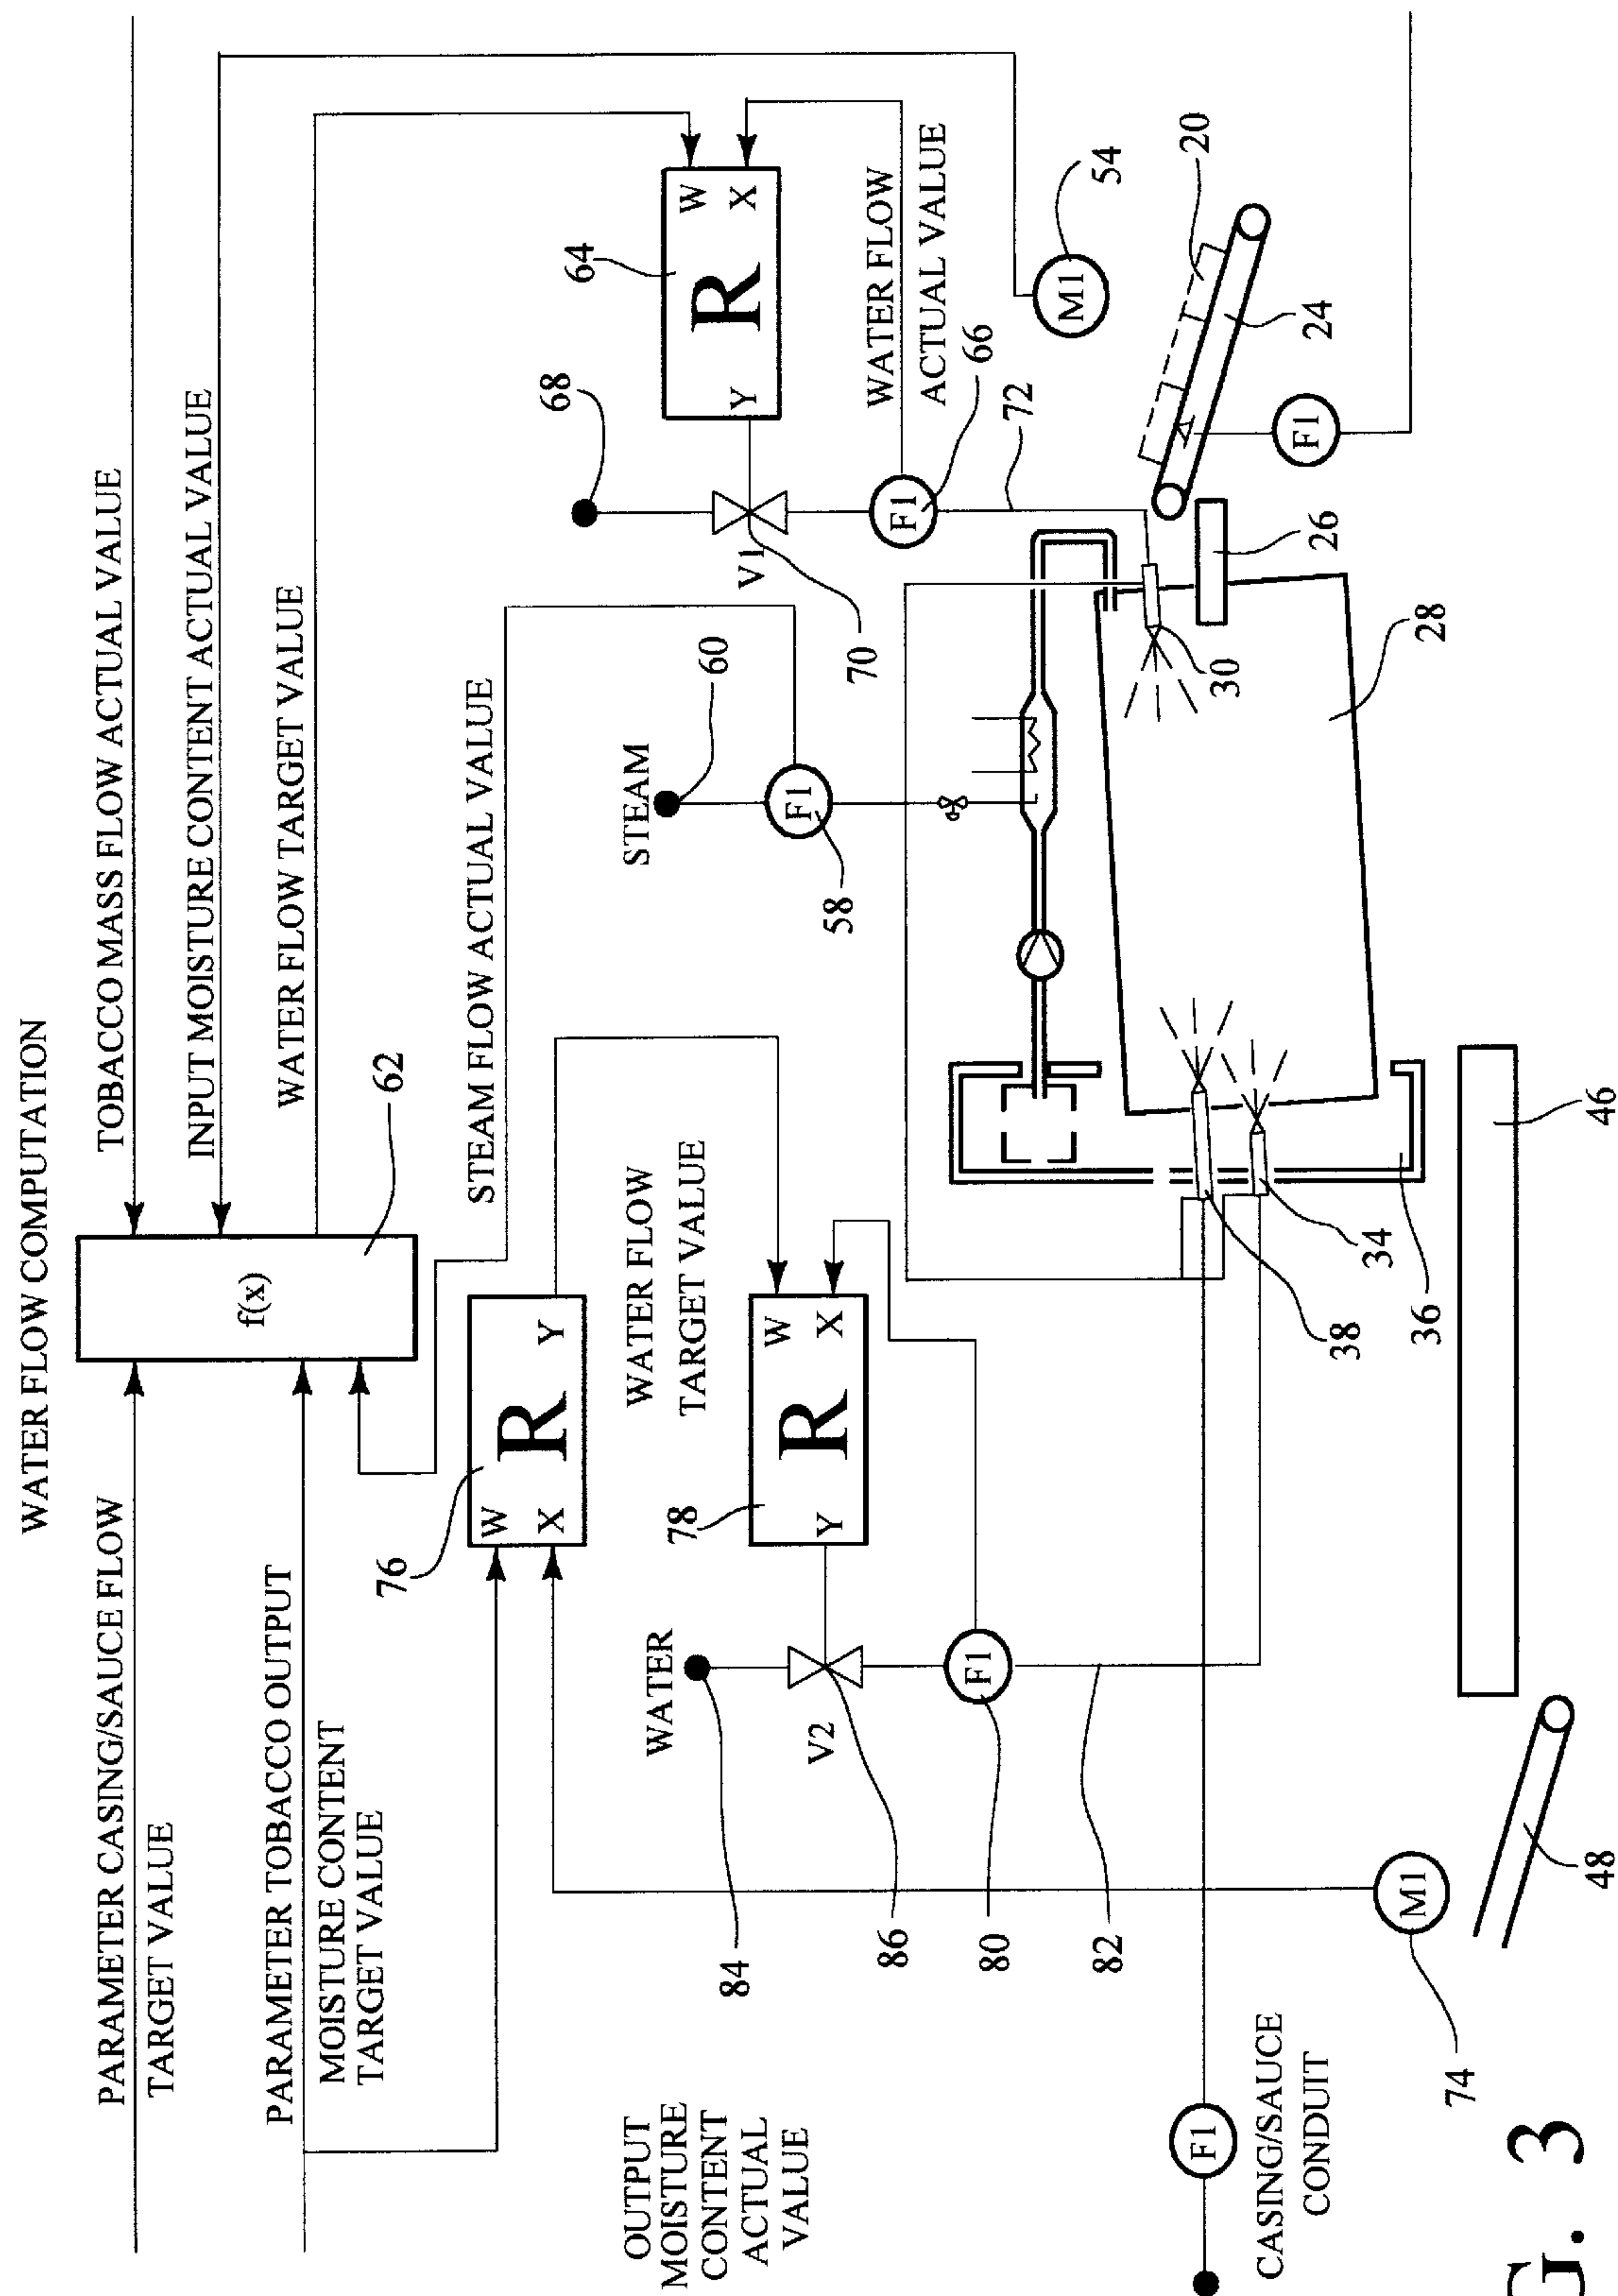 WATER FLOW COMPUTATION
PARAMETER CASING/SAUCE FLOW
TARGET VALUE
TOBACCO MASS FLOW ACTUAL VALUE
INPUT MOISTURE CONTENT ACTUAL VALUE
f(x)
62
PARAMETER TOBACCO OUTPUT
MOISTURE CONTENT
TARGET VALUE
WATER FLOW TARGET VALUE
STEAM FLOW ACTUAL VALUE
76
W
X
R
Y
64
Y
R
W
X
68
V1
70
WATER FLOW
ACTUAL VALUE
F1
66
72
M1
54
STEAM
60
F1
58
WATER FLOW
TARGET VALUE
78
Y
R
W
X
WATER
84
V2
86
F1
80
82
OUTPUT
MOISTURE
CONTENT
ACTUAL
VALUE
20
24
F1
26
30
28
38
34
36
46
48
M1
74
F1
CASING/SAUCE
CONDUIT
G. 3